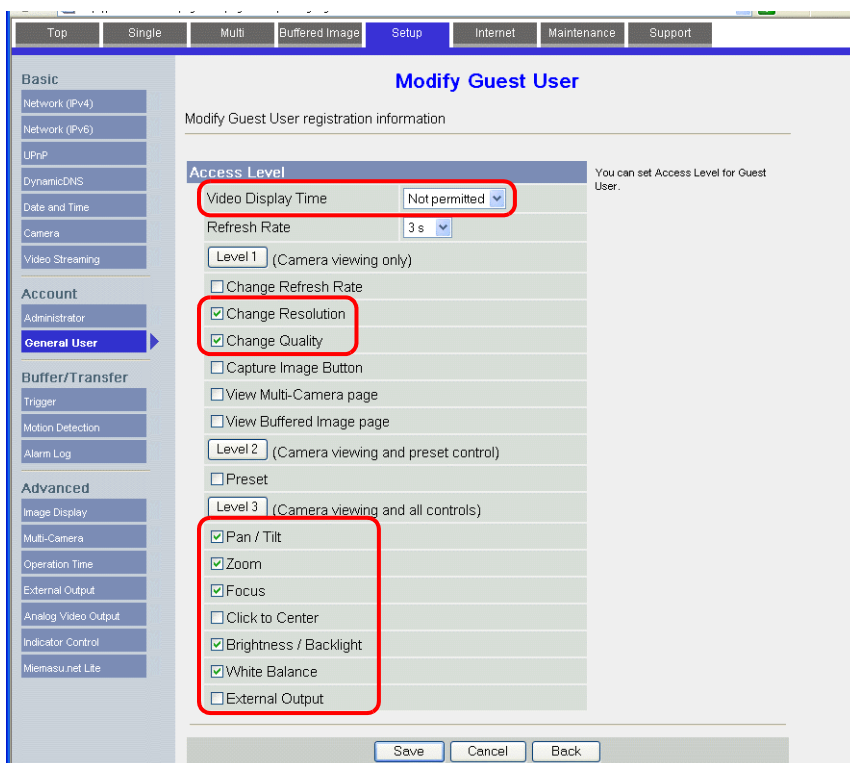 Top Single Multi Buffered Image Setup Internet Maintenance Support
Basic
Network (IPv4)
Network (IPv6)
UPnP
DynamicDNS
Date and Time
Camera
Video Streaming
Account
Administrator
General User
Buffer/Transfer
Trigger
Motion Detection
Alarm Log
Advanced
Image Display
Multi-Camera
Operation Time
External Output
Analog Video Output
Indicator Control
Miemasu.net Lite
Modify Guest User
Modify Guest User registration information
Access Level
Video Display Time Not permitted
Refresh Rate 3 s
Level 1 (Camera viewing only)
Change Refresh Rate
Change Resolution
Change Quality
Capture Image Button
View Multi-Camera page
View Buffered Image page
Level 2 (Camera viewing and preset control)
Preset
Level 3 (Camera viewing and all controls)
Pan / Tilt
Zoom
Focus
Click to Center
Brightness / Backlight
White Balance
External Output
You can set Access Level for Guest
User.
Save Cancel Back